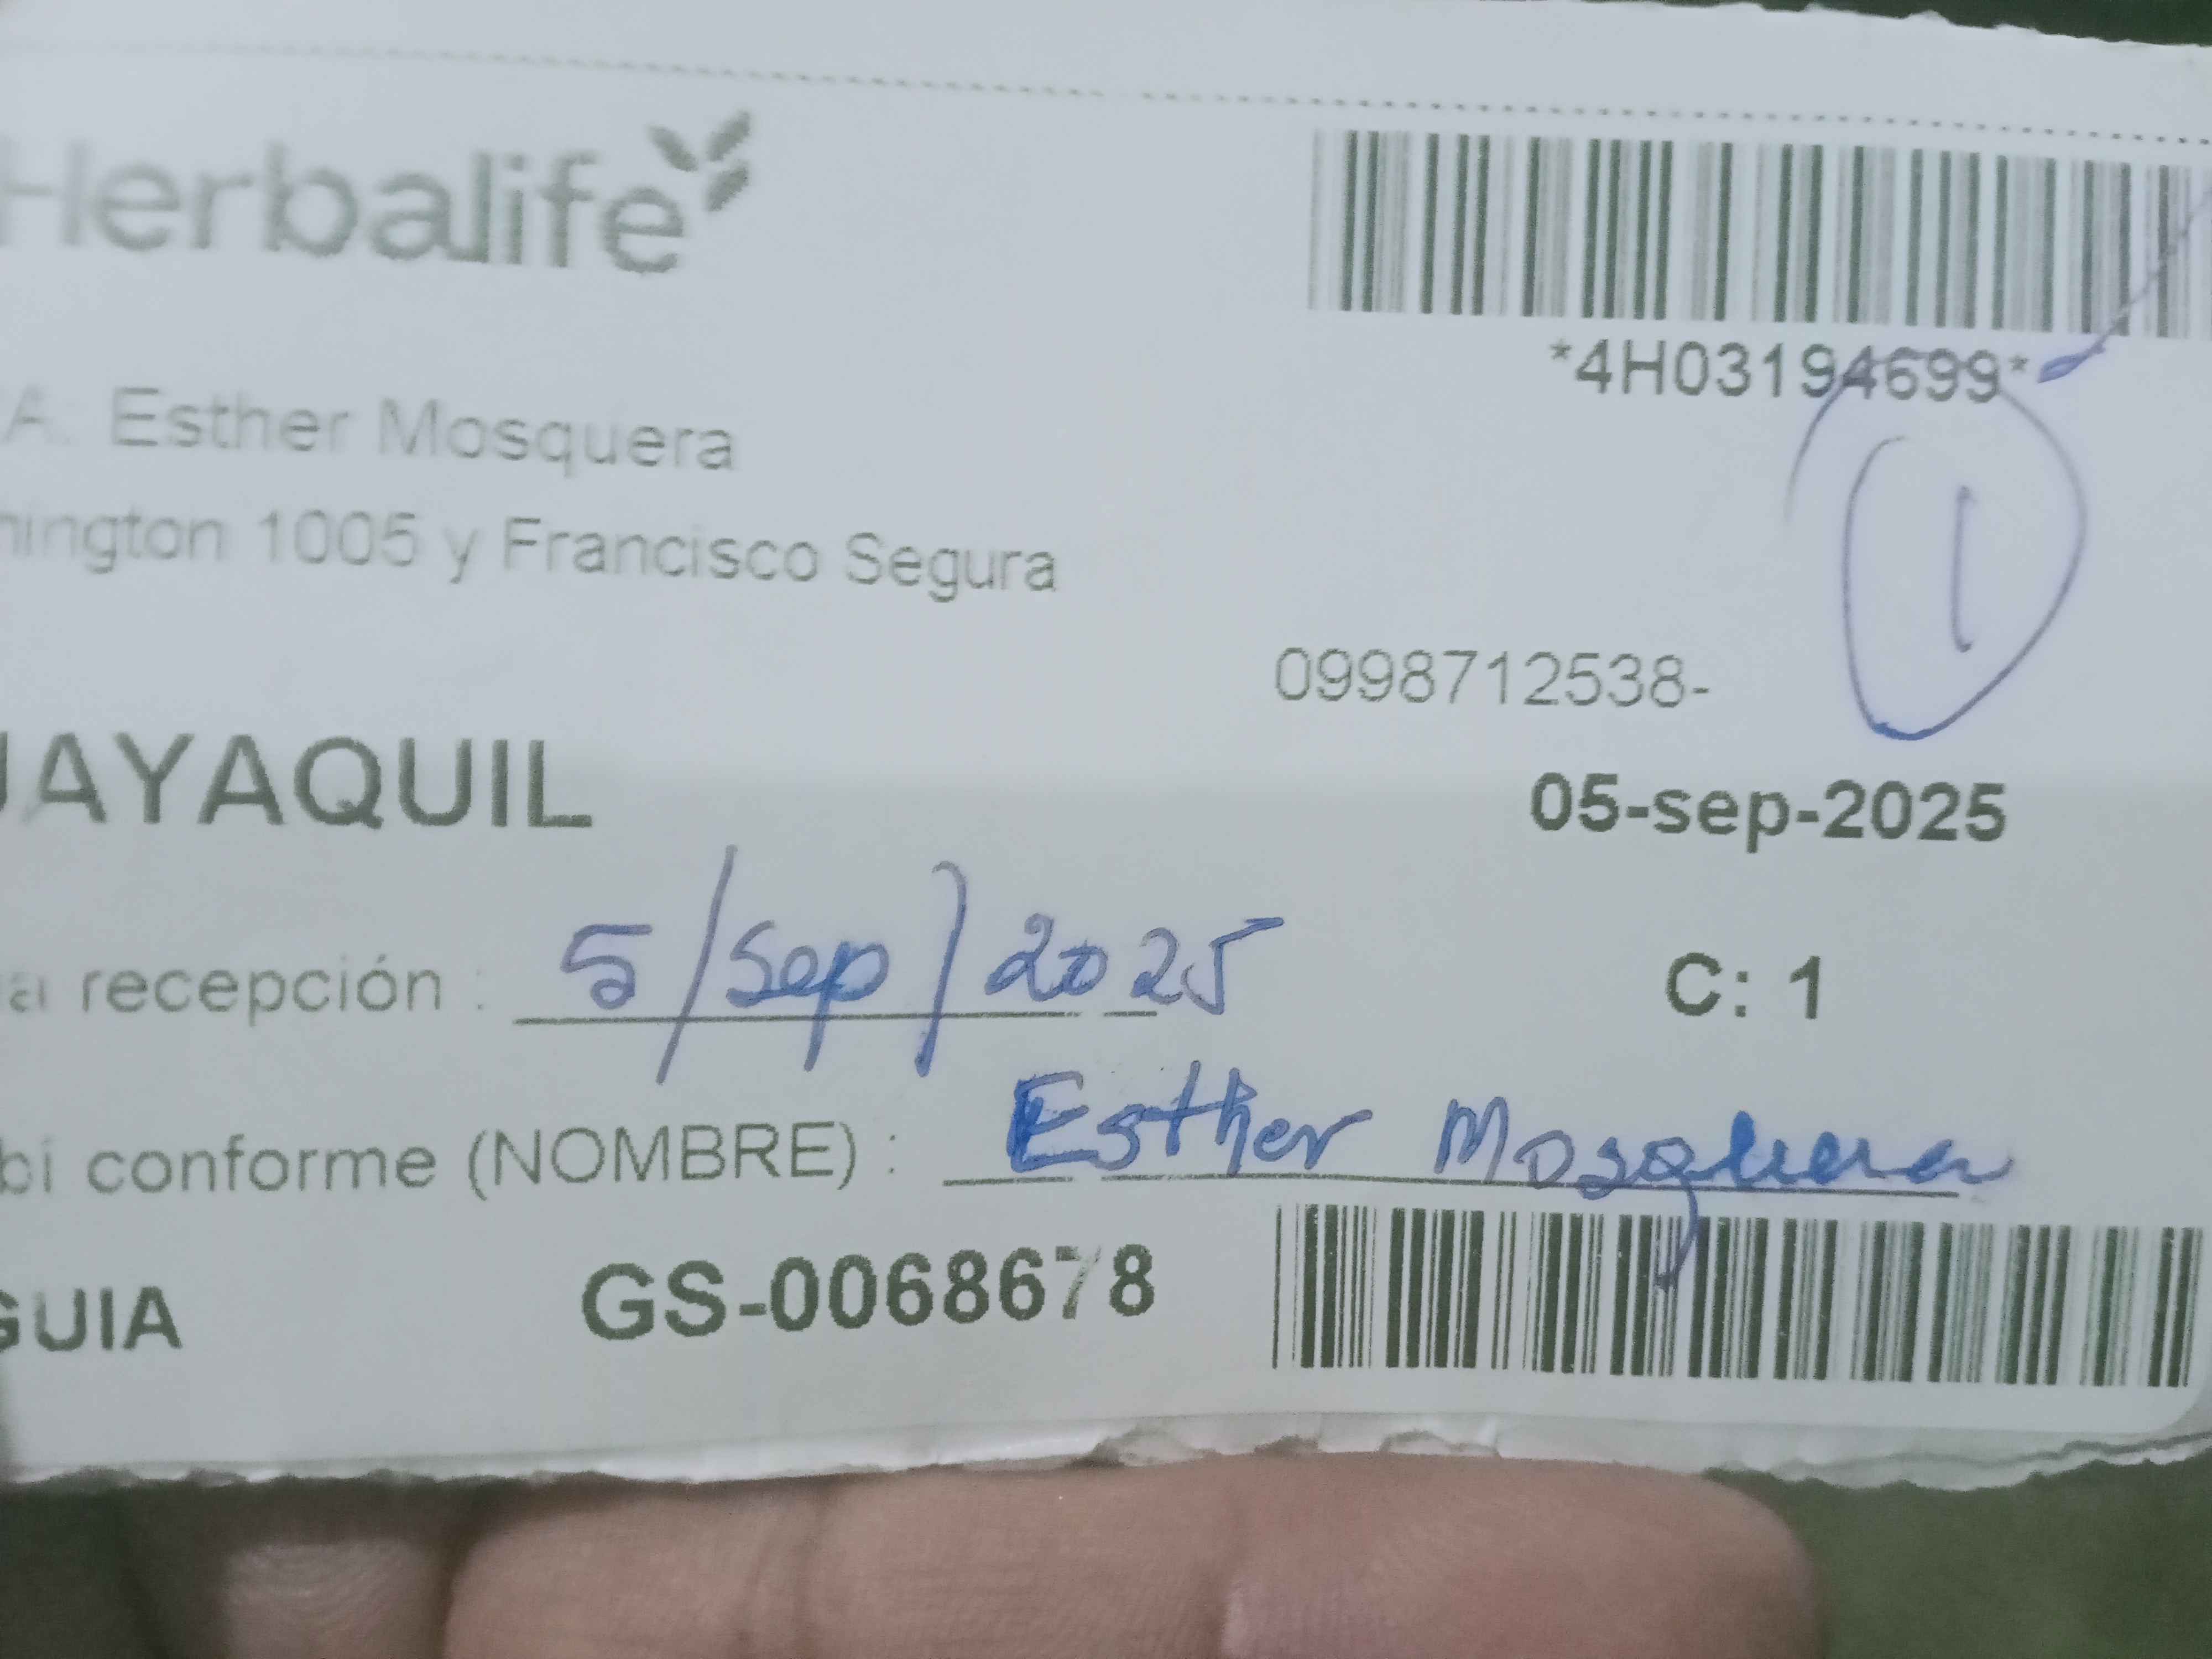 Herbalife
*4H03194699*
A. Esther Mosquera
hington 1005 y Francisco Segura
1
0998712538-
UAYAQUIL
05-sep-2025
a recepción : 5/Sep/2025
C: 1
bi conforme (NOMBRE) : Esther Mosquera
GUIA GS-0068678